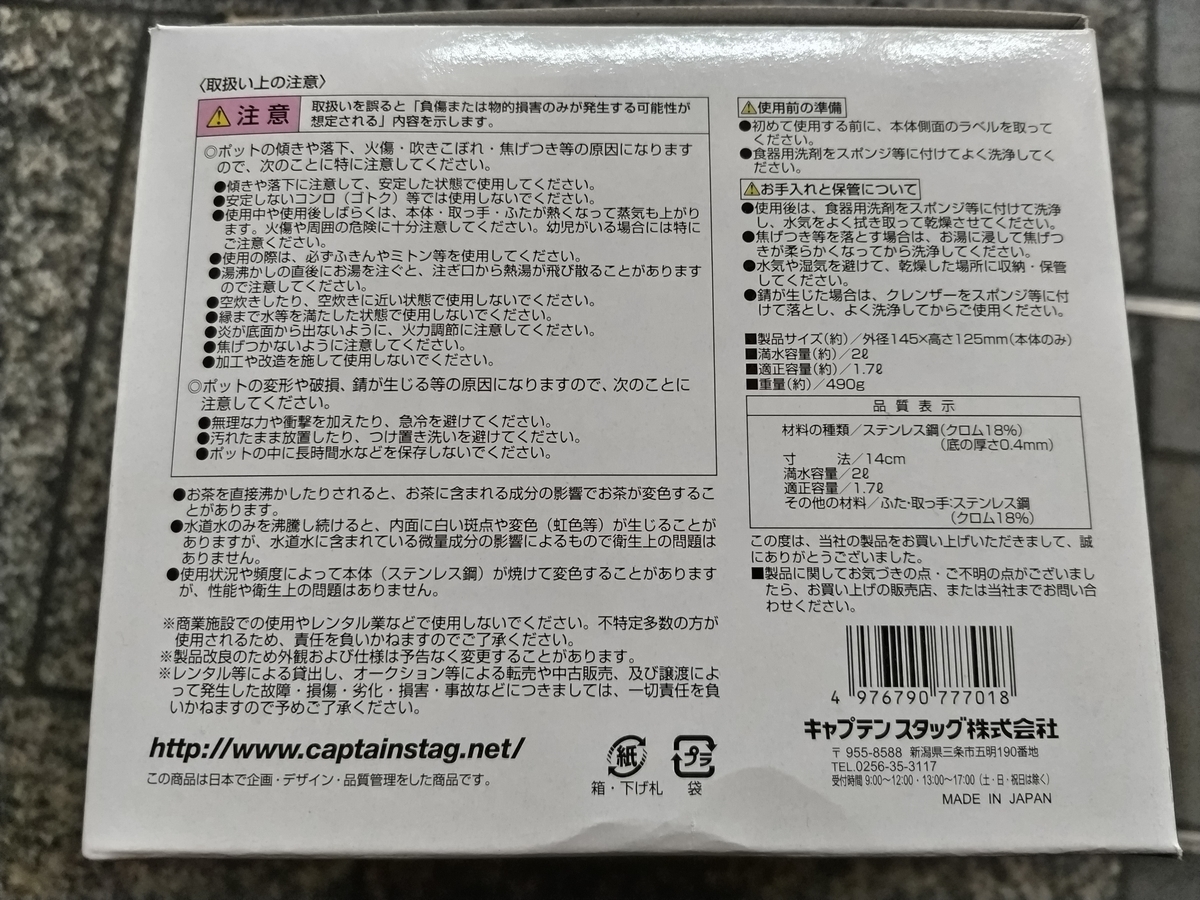 〈取扱い上の注意〉
注意
取扱いを誤ると「負傷または物的損害のみが発生する可能性が
想定される」内容を示します。
◎ポットの傾きや落下、火傷・吹きこぼれ・焦げつき等の原因になります
ので、次のことに特に注意してください。
●傾きや落下に注意して、安定した状態で使用してください。
●安定しないコンロ（ゴトク）等では使用しないでください。
●使用中や使用後しばらくは、本体・取っ手・ふたが熱くなって蒸気も上がり
ます。火傷や周囲の危険に十分注意してください。幼児がいる場合には特に
ご注意ください。
●使用の際は、必ずふきんやミトン等を使用してください。
●湯沸かしの直後にお湯を注ぐと、注ぎ口から熱湯が飛び散ることがあります
ので注意してください。
●空炊きしたり、空炊きに近い状態で使用しないでください。
●縁まで水等を満たした状態で使用しないでください。
●炎が底面から出ないように、火力調節に注意してください。
●焦げつかないように注意してください。
●加工や改造を施して使用しないでください。
◎ポットの変形や破損、錆が生じる等の原因になりますので、次のことに
注意してください。
●無理な力や衝撃を加えたり、急冷を避けてください。
●汚れたまま放置したり、つけ置き洗いを避けてください。
●ポットの中に長時間水などを保存しないでください。
●お茶を直接沸かしたりされると、お茶に含まれる成分の影響でお茶が変色するこ
とがあります。
●水道水のみを沸騰し続けると、内面に白い斑点や変色（虹色等）が生じることが
ありますが、水道水に含まれている微量成分の影響によるもので衛生上の問題は
ありません。
●使用状況や頻度によって本体（ステンレス鋼）が焼けて変色することがあります
が、性能や衛生上の問題はありません。
※商業施設での使用やレンタル業などで使用しないでください。不特定多数の方が
使用されるため、責任を負いかねますのでご了承ください。
※製品改良のため外観および仕様は予告なく変更することがあります。
※レンタル等による貸出し、オークション等による転売や中古販売、及び譲渡によ
って発生した故障・損傷・劣化・損害・事故などにつきましては、一切責任を負
いかねますので予めご了承ください。
http://www.captainstag.net/
この商品は日本で企画・デザイン・品質管理をした商品です。
紙
箱・下げ札
プラ
袋
使用前の準備
●初めて使用する前に、本体側面のラベルを取って
ください。
●食器用洗剤をスポンジ等に付けてよく洗浄してく
ださい。
お手入れと保管について
●使用後は、食器用洗剤をスポンジ等に付けて洗浄
し、水気をよく拭き取って乾燥させてください。
●焦げつき等を落とす場合は、お湯に浸して焦げつ
きが柔らかくなってから洗浄してください。
●水気や湿気を避けて、乾燥した場所に収納・保管
してください。
●錆が生じた場合は、クレンザーをスポンジ等に付
けて落とし、よく洗浄してからご使用ください。
■製品サイズ(約)／外径145×高さ125mm(本体のみ)
■満水容量(約)／2ℓ
■適正容量(約)／1.7ℓ
■重量(約)／490g
品質表示
材料の種類／ステンレス鋼(クロム18%)
(底の厚さ0.4mm)
寸 法／14cm
満水容量／2ℓ
適正容量／1.7ℓ
その他の材料／ふた・取っ手:ステンレス鋼
(クロム18%)
この度は、当社の製品をお買い上げいただきまして、誠
にありがとうございました。
■製品に関してお気づきの点・ご不明の点がございまし
たら、お買い上げの販売店、または当社までお問い合
わせください。
4 976790 777018
キャプテン スタッグ株式会社
〒955-8588 新潟県三条市五明190番地
TEL.0256-35-3117
受付時間 9:00～12:00・13:00～17:00（土・日・祝日は除く）
MADE IN JAPAN